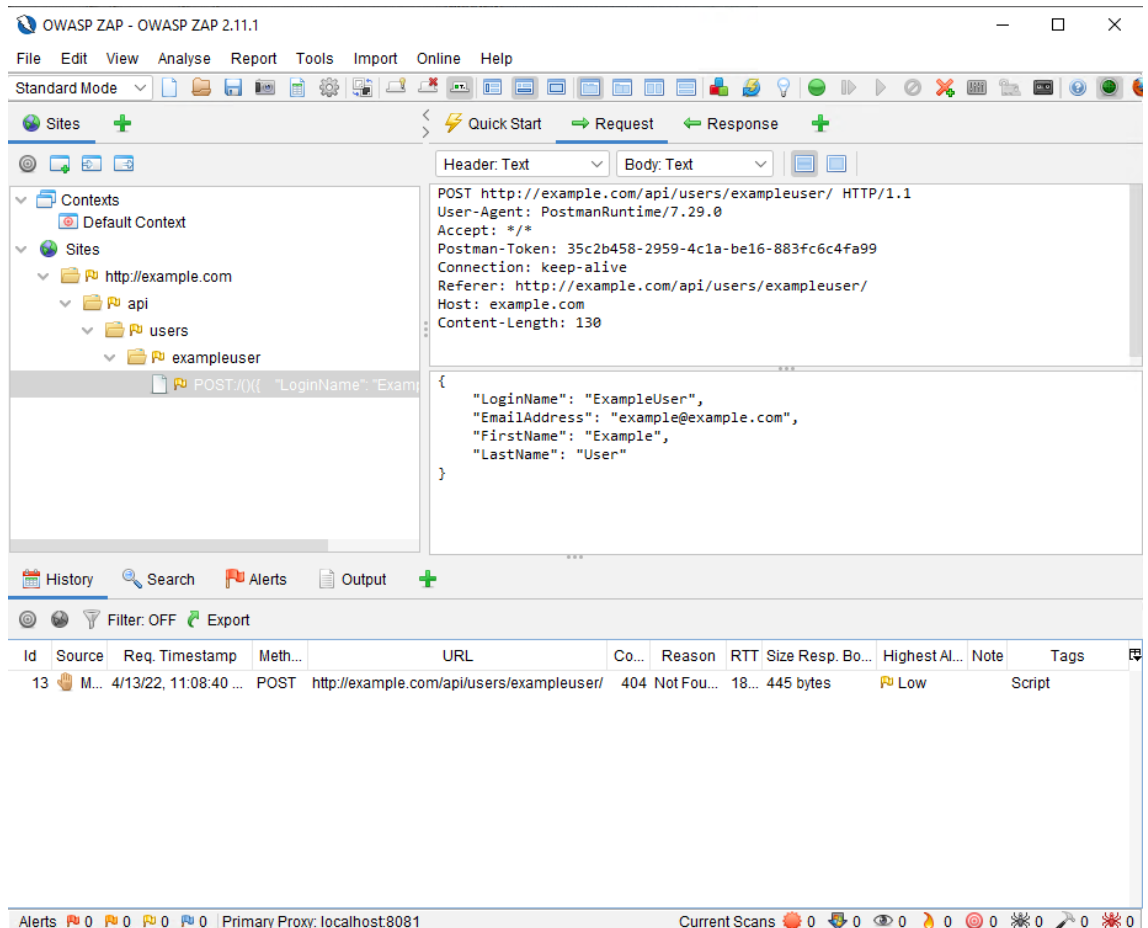 OWASP ZAP - OWASP ZAP 2.11.1
File Edit View Analyse Report Tools Import Online Help
Standard Mode
Sites
Quick Start Request Response
Header: Text Body: Text
Contexts
Default Context
Sites
http://example.com
api
users
exampleuser
POST:/()({ "LoginName": "Examp
POST http://example.com/api/users/exampleuser/ HTTP/1.1
User-Agent: PostmanRuntime/7.29.0
Accept: */*
Postman-Token: 35c2b458-2959-4c1a-be16-883fc6c4fa99
Connection: keep-alive
Referer: http://example.com/api/users/exampleuser/
Host: example.com
Content-Length: 130
{
"LoginName": "ExampleUser",
"EmailAddress": "example@example.com",
"FirstName": "Example",
"LastName": "User"
}
History Search Alerts Output
Filter: OFF Export
Id Source Req. Timestamp Meth... URL Co... Reason RTT Size Resp. Bo... Highest Al... Note Tags
13 M... 4/13/22, 11:08:40 ... POST http://example.com/api/users/exampleuser/ 404 Not Fou... 18... 445 bytes Low Script
Alerts 0 0 0 0 Primary Proxy: localhost:8081 Current Scans 0 0 0 0 0 0 0 0